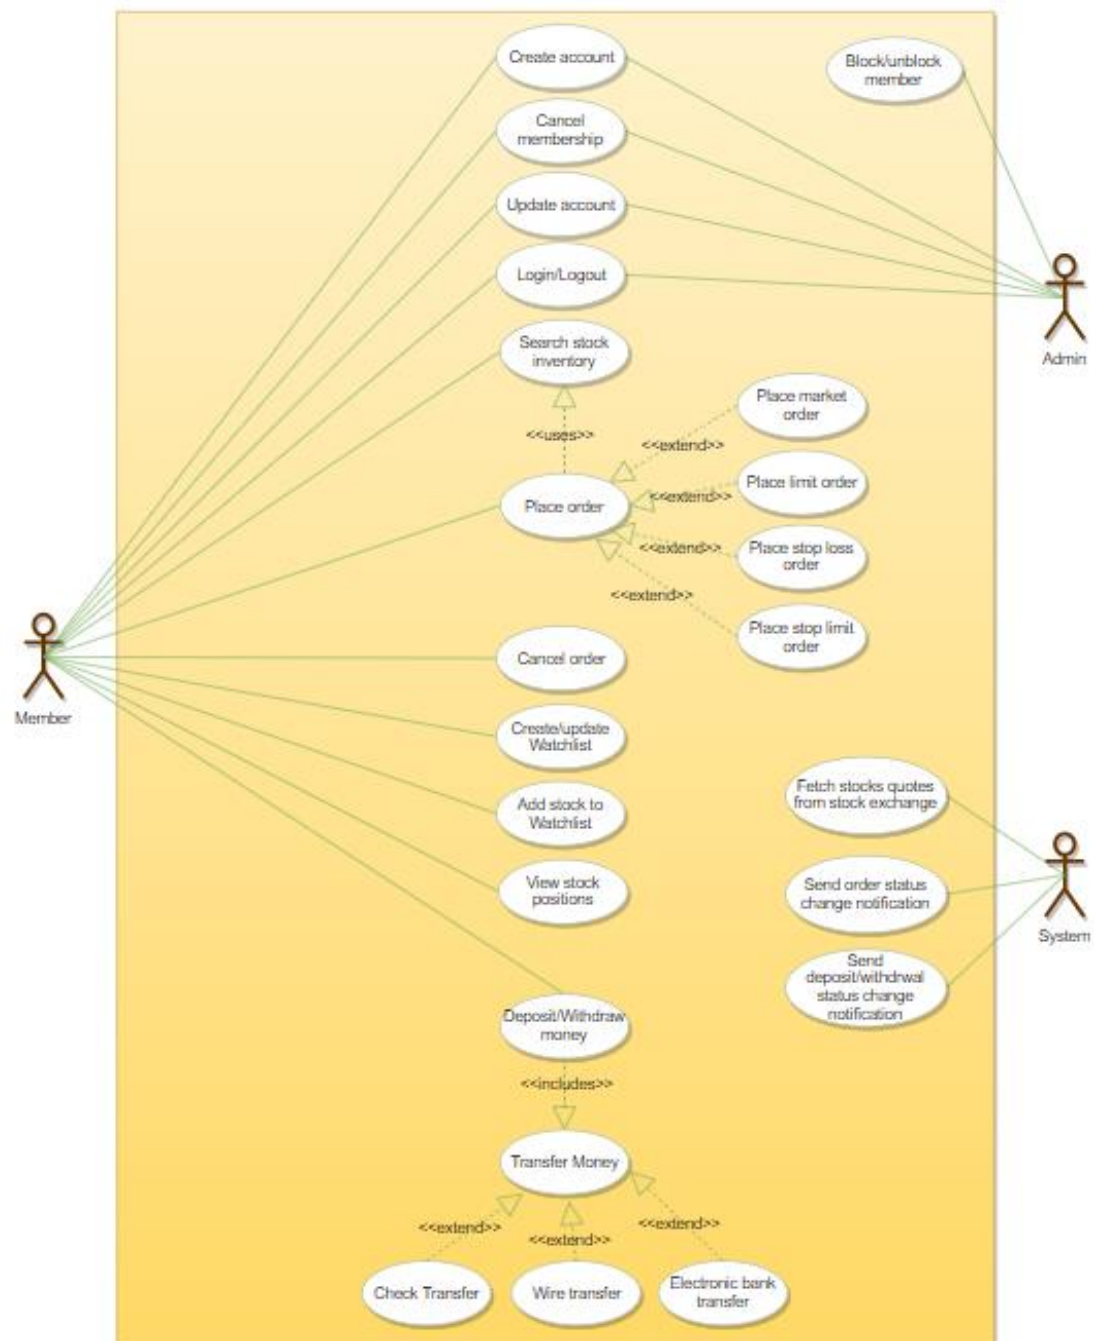 Create account
Block/unblock
member
Cancel
membership
Update account
Login/Logout
Admin
Search stock
inventory
<<uses>>
Place market
order
<<extend>>
Place order
Place limit order
<<extend>>
Place stop loss
order
<<extend>>
Place stop limit
order
<<extend>>
Member
Cancel order
Create/update
Watchlist
Add stock to
Watchlist
View stock
positions
Fetch stocks quotes
from stock exchange
Send order status
change notification
System
Send
deposit/withdrwal
status change
notification
Deposit/Withdraw
money
<<includes>>
Transfer Money
<<extend>>
<<extend>>
<<extend>>
Check Transfer
Wire transfer
Electronic bank
transfer